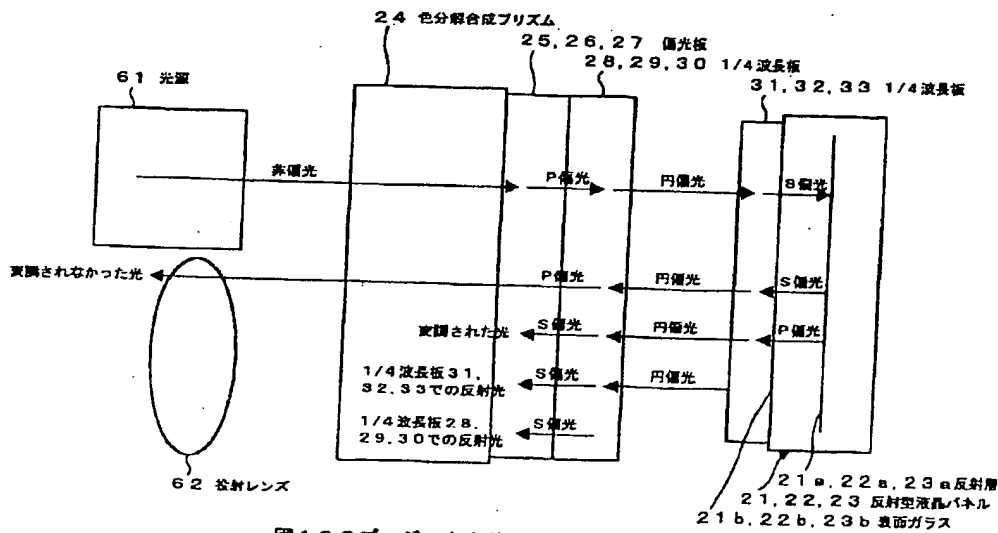 24 色分解合成プリズム
25,26,27 偏光板
28,29,30 1/4波長板
61 光源
31,32,33 1/4波長板
非偏光
P偏光
円偏光
S偏光
変調されなかった光
P偏光
円偏光
S偏光
変調された光
S偏光
円偏光
P偏光
1/4波長板31,
32,33での反射光
S偏光
円偏光
1/4波長板28,
29,30での反射光
S偏光
62 投射レンズ
21a,22a,23a 反射層
21,22,23 反射型液晶パネル
21b,22b,23b 表面ガラス